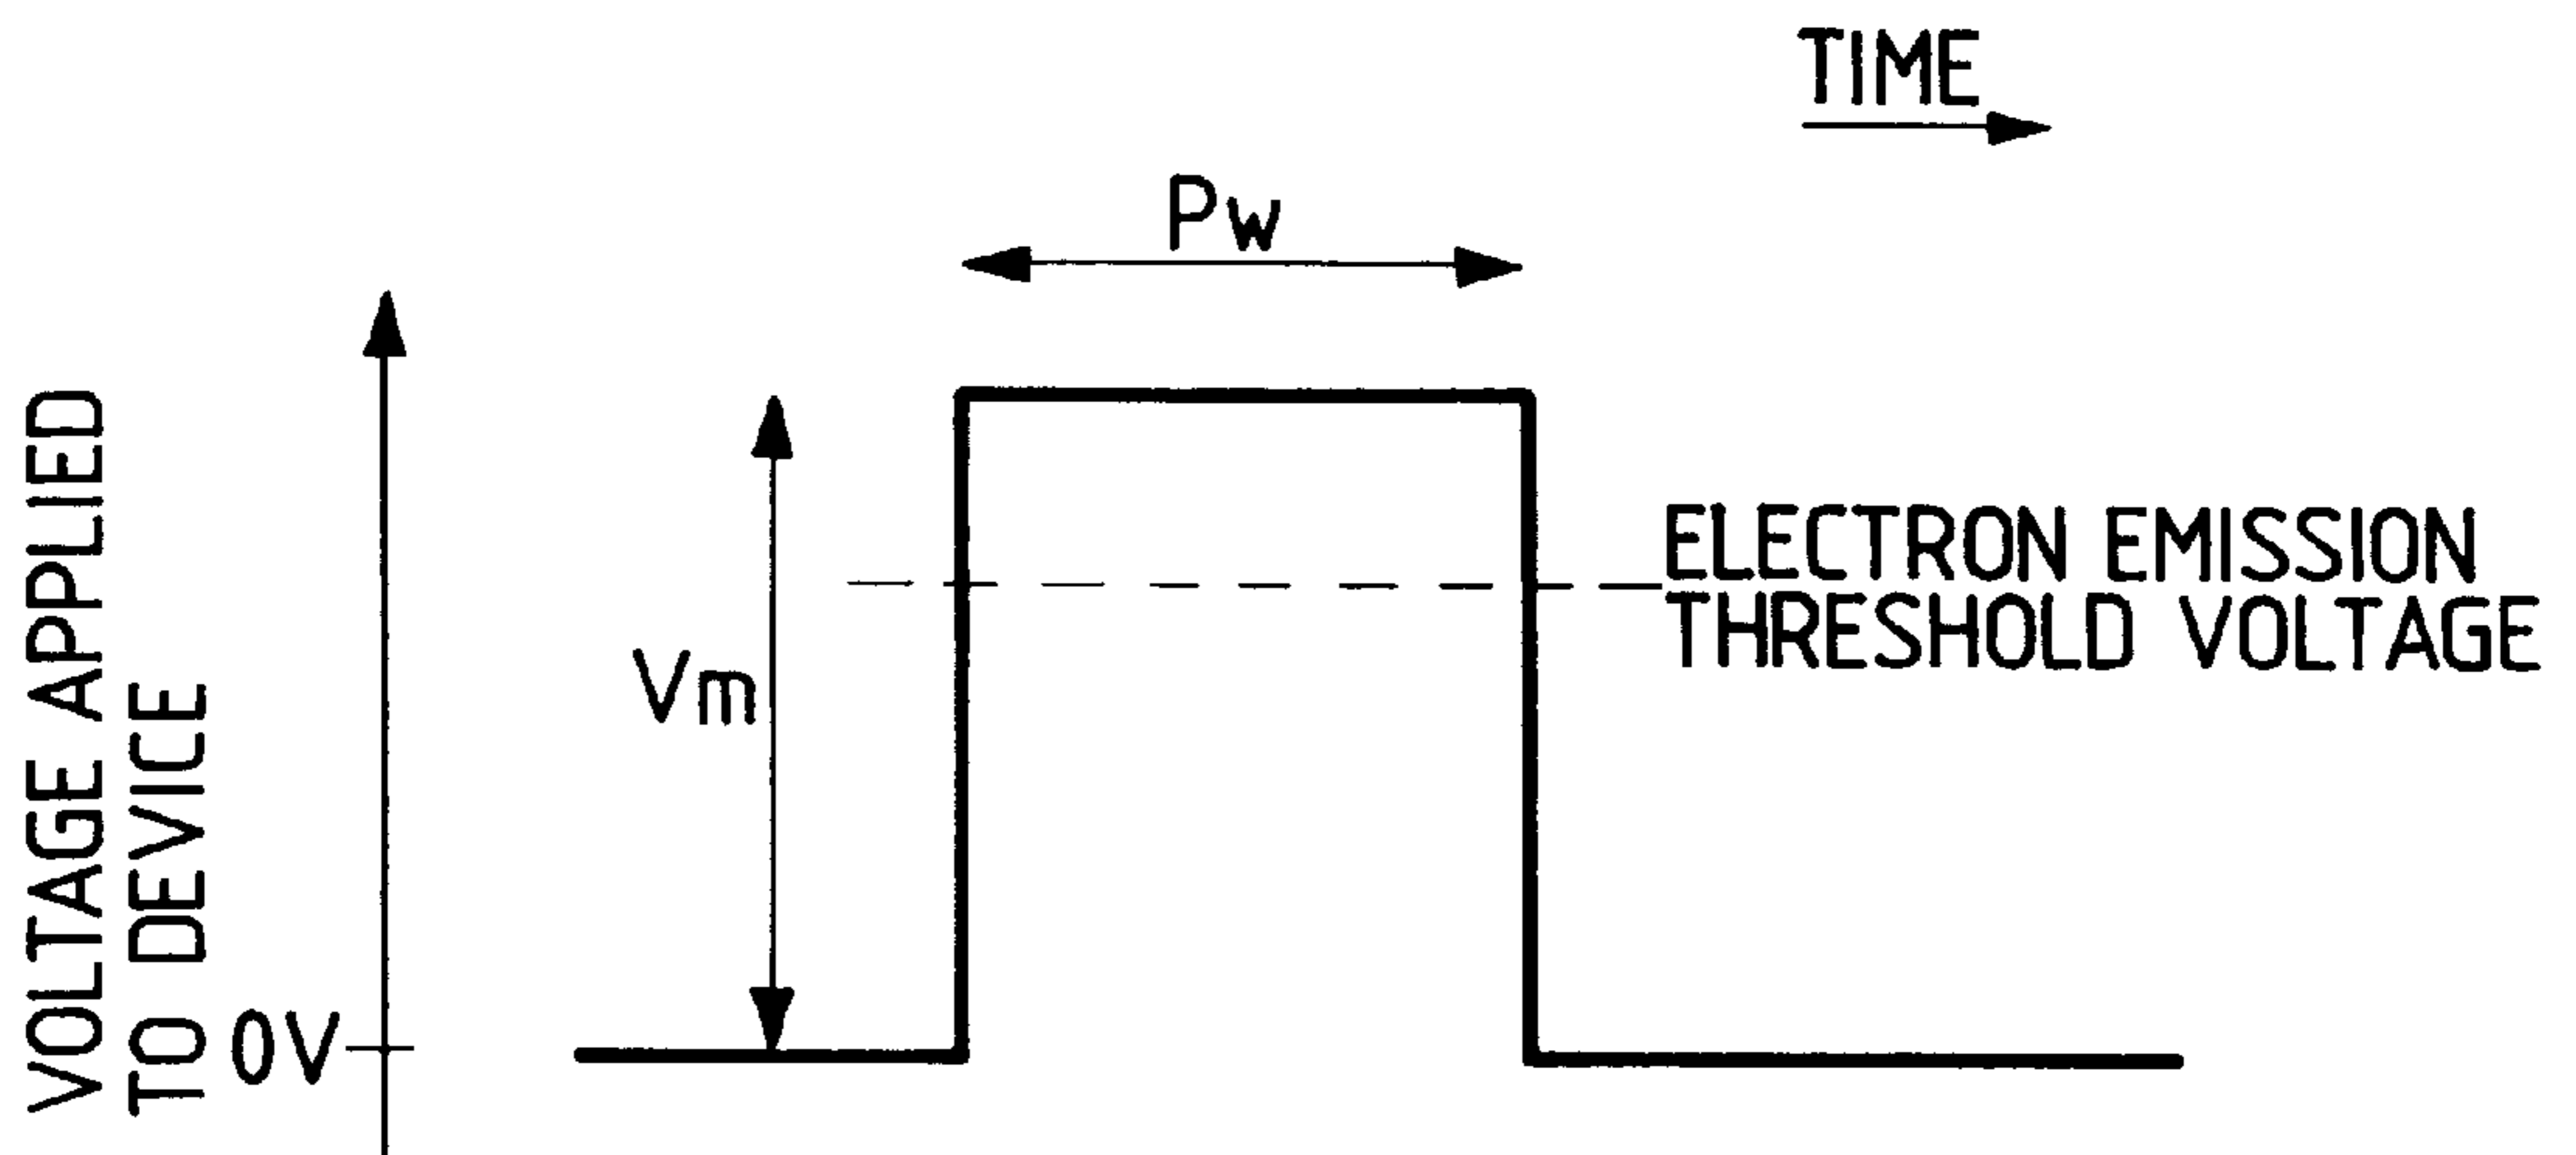 TIME
Pw
VOLTAGE APPLIED
TO DEVICE
ELECTRON EMISSION
THRESHOLD VOLTAGE
Vm
0V